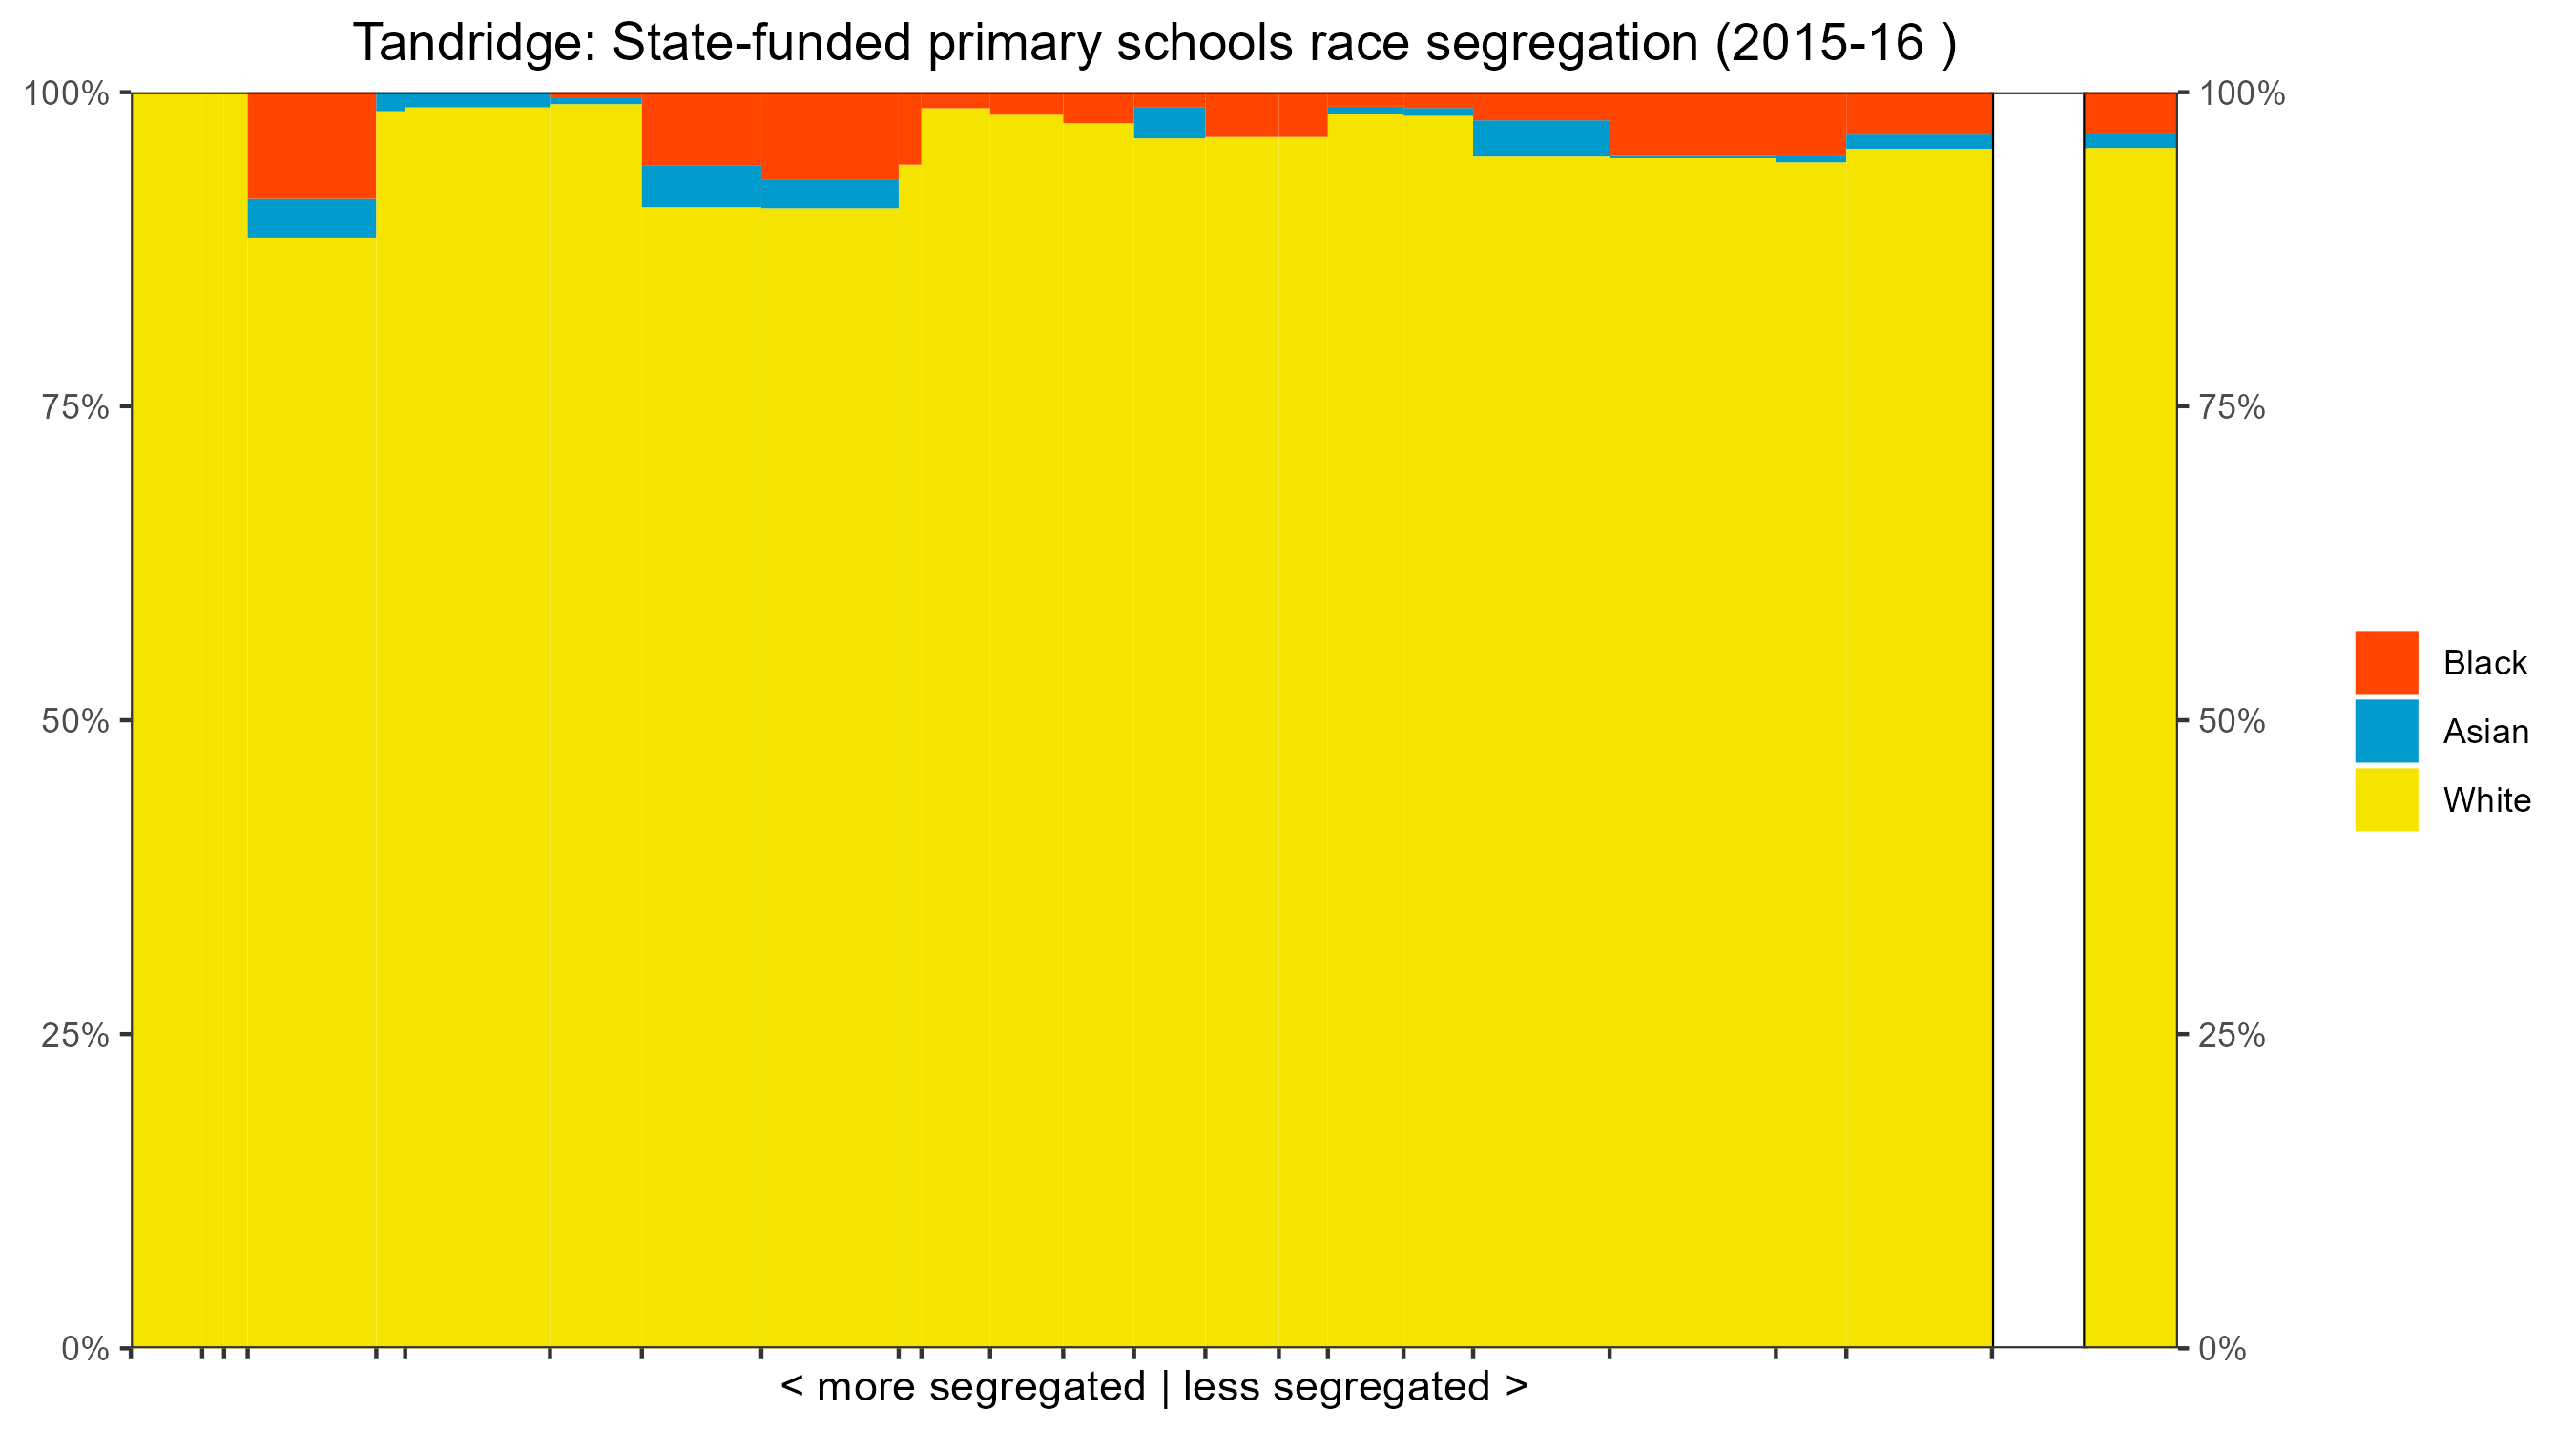 Tandridge: State-funded primary schools race segregation (2015-16 )
100%
75%
50%
25%
0%
100%
75%
50%
25%
0%
Black
Asian
White
< more segregated | less segregated >